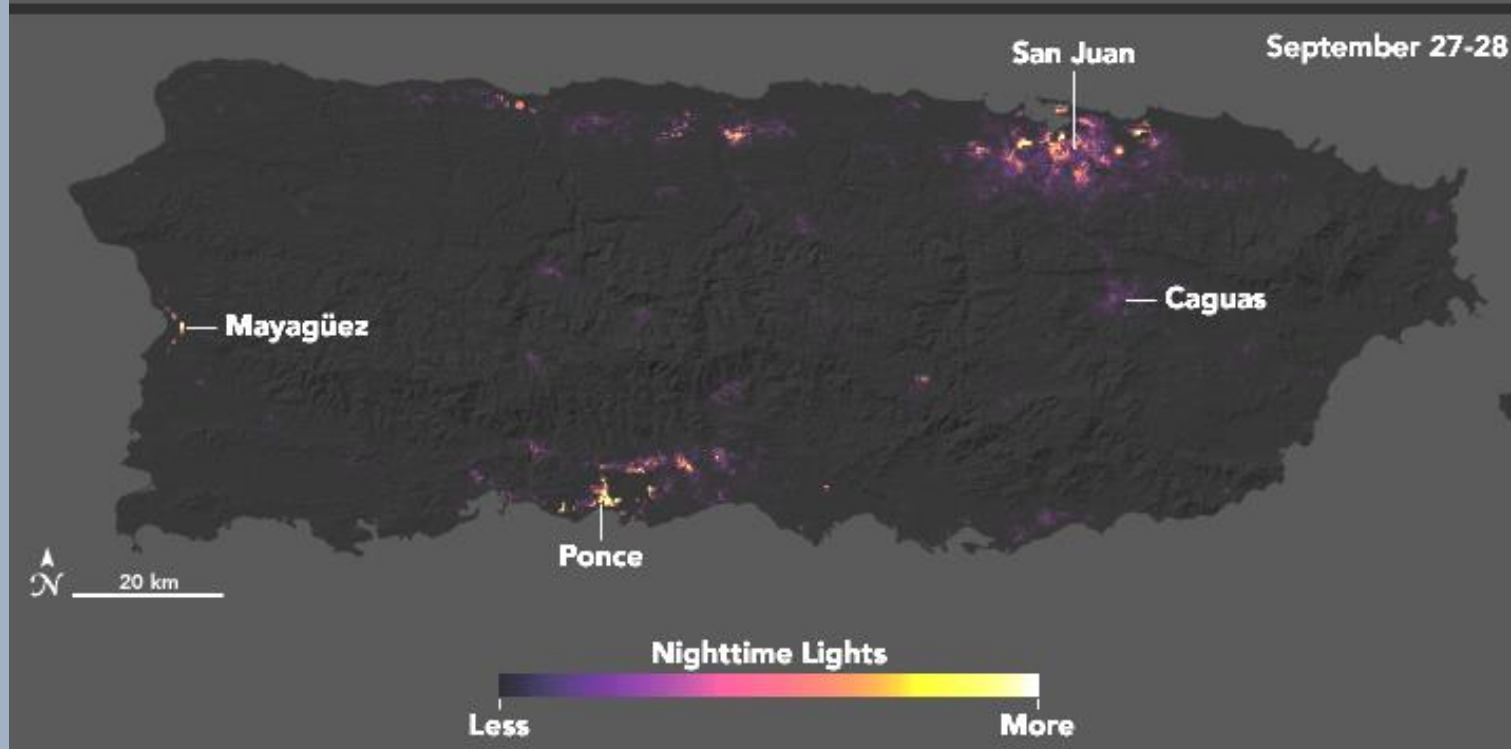 San Juan
September 27-28
Caguas
Mayagüez
Ponce
N
20 km
Nighttime Lights
Less
More